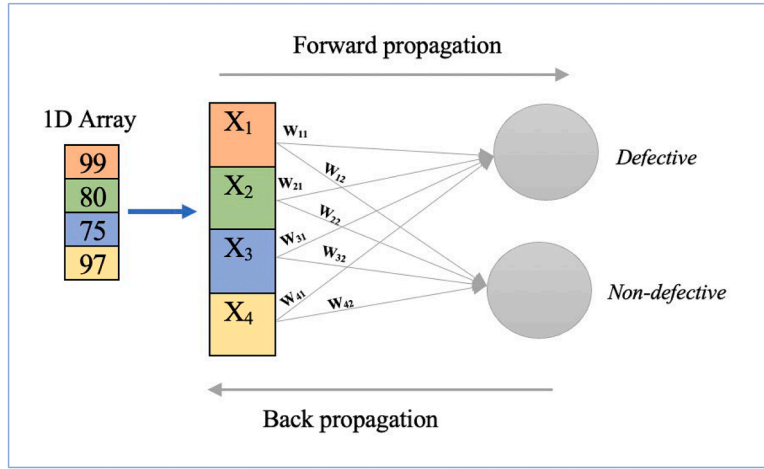 Forward propagation
1D Array
99
80
75
97
X₁
X₂
X₃
X₄
W₁₁
W₁₂
W₂₁
W₂₂
W₃₁
W₃₂
W₄₁
W₄₂
Defective
Non-defective
Back propagation